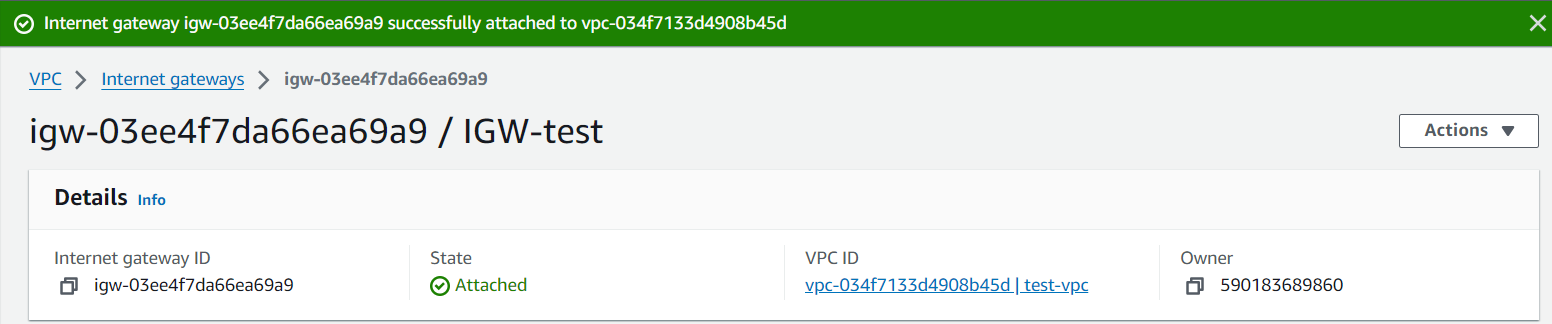 Internet gateway igw-03ee4f7da66ea69a9 successfully attached to vpc-034f7133d4908b45d
VPC > Internet gateways > igw-03ee4f7da66ea69a9
igw-03ee4f7da66ea69a9 / IGW-test
Actions
Details Info
Internet gateway ID
igw-03ee4f7da66ea69a9
State
Attached
VPC ID
vpc-034f7133d4908b45d | test-vpc
Owner
590183689860